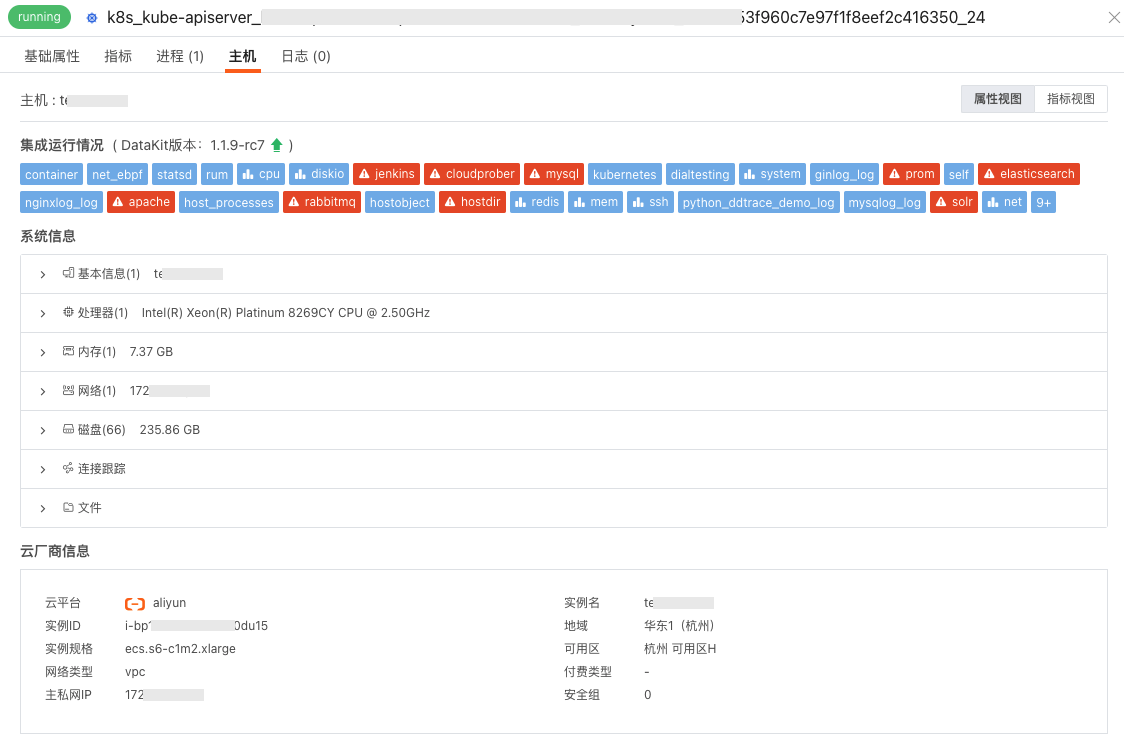 running k8s_kube-apiserver_ 53f960c7e97f1f8eef2c416350_24
基础属性 指标 进程 (1) 主机 日志 (0)
主机 : te 属性视图 指标视图
集成运行情况 ( DataKit版本: 1.1.9-rc7 )
container net_ebpf statsd rum cpu diskio jenkins cloudprober mysql kubernetes dialtesting system ginlog_log prom self elasticsearch
nginxlog_log apache host_processes rabbitmq hostobject hostdir redis mem ssh python_ddtrace_demo_log mysqlog_log solr net 9+
系统信息
基本信息(1) te
处理器(1) Intel(R) Xeon(R) Platinum 8269CY CPU @ 2.50GHz
内存(1) 7.37 GB
网络(1) 172
磁盘(66) 235.86 GB
连接跟踪
文件
云厂商信息
云平台 aliyun 实例名 te
实例ID i-bp1 0du15 地域 华东1（杭州）
实例规格 ecs.s6-c1m2.xlarge 可用区 杭州 可用区H
网络类型 vpc 付费类型 -
主私网IP 172 安全组 0